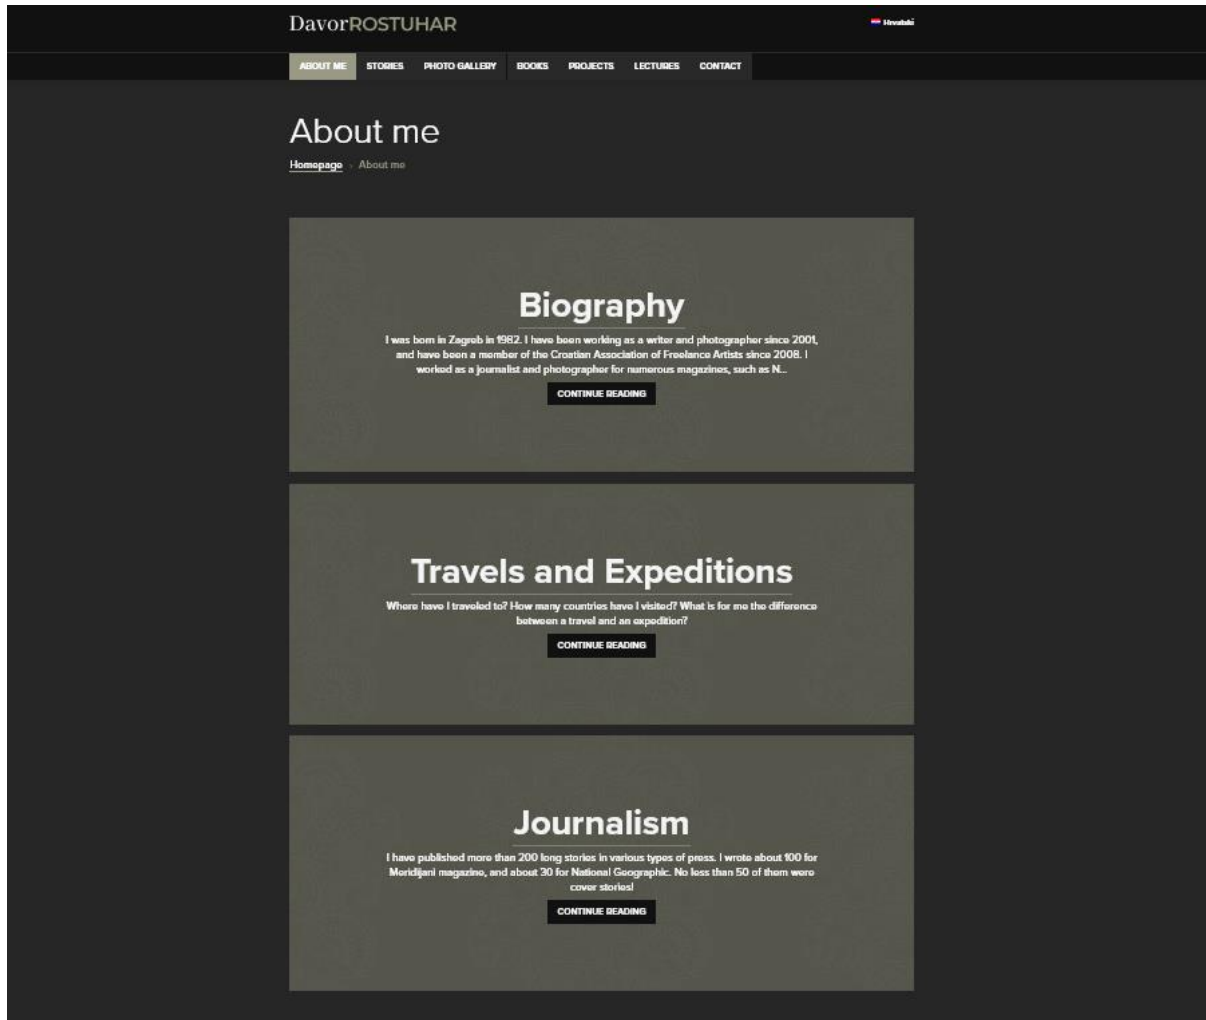 DavorROSTUHAR
Hrvatski
ABOUT ME STORIES PHOTO GALLERY BOOKS PROJECTS LECTURES CONTACT
About me
Homepage › About me
Biography
I was born in Zagreb in 1982. I have been working as a writer and photographer since 2001,
and have been a member of the Croatian Association of Freelance Artists since 2008. I
worked as a journalist and photographer for numerous magazines, such as N...
CONTINUE READING
Travels and Expeditions
Where have I traveled to? How many countries have I visited? What is for me the difference
between a travel and an expedition?
CONTINUE READING
Journalism
I have published more than 200 long stories in various types of press. I wrote about 100 for
Meridijani magazine, and about 30 for National Geographic. No less than 50 of them were
cover stories!
CONTINUE READING